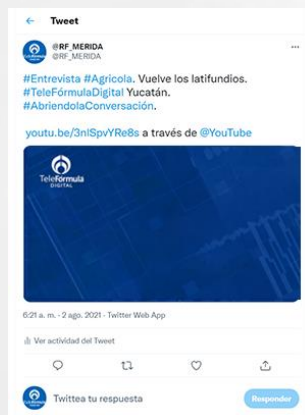 Tweet
@RF_MERIDA
@RF_MERIDA
#Entrevista #Agrícola. Vuelve los latifundios.
#TeleFórmulaDigital Yucatán.
#AbriendolaConversación.
youtu.be/3nlSpvYRe8s a través de @YouTube
TeleFórmula
DIGITAL
6:21 a. m. · 2 ago. 2021 · Twitter Web App
Ver actividad del Tweet
Twittea tu respuesta
Responder